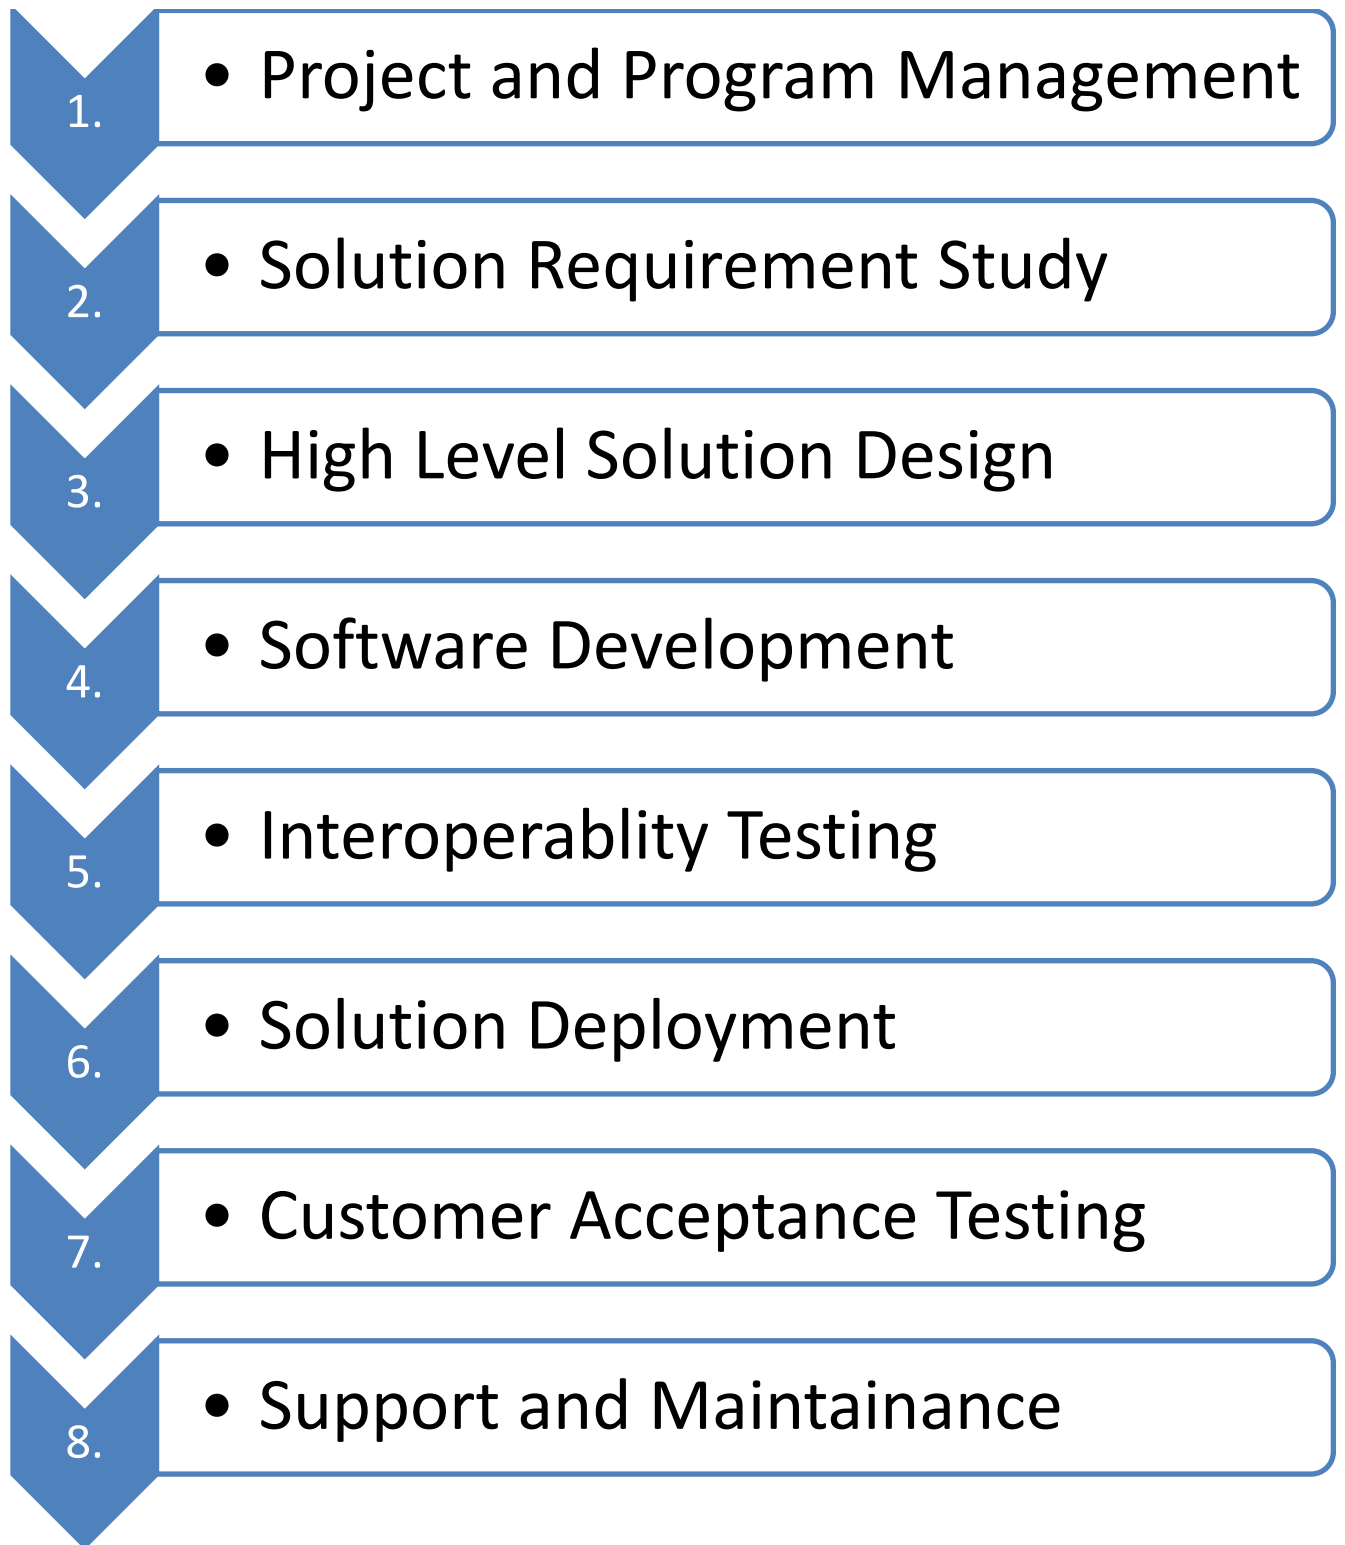 1.
• Project and Program Management
2.
• Solution Requirement Study
3.
• High Level Solution Design
4.
• Software Development
5.
• Interoperablity Testing
6.
• Solution Deployment
7.
• Customer Acceptance Testing
8.
• Support and Maintainance